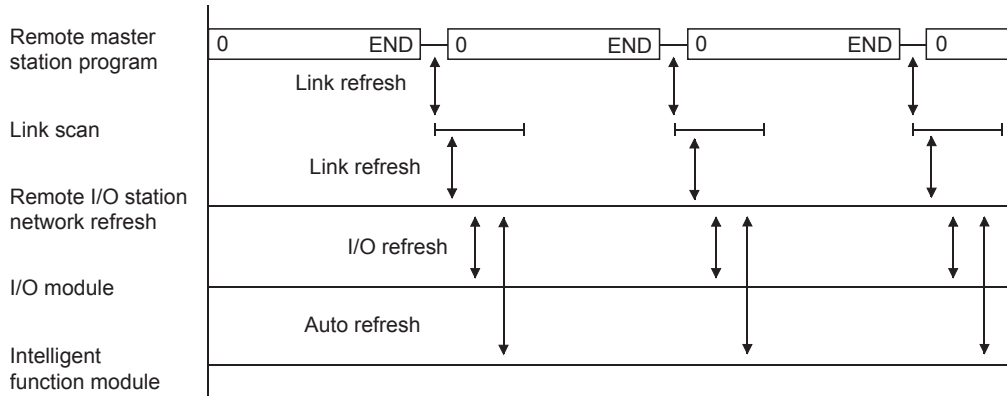 Remote master
station program
0 END 0 END 0 END 0
Link refresh
Link scan
Link refresh
Remote I/O station
network refresh
I/O refresh
I/O module
Auto refresh
Intelligent
function module